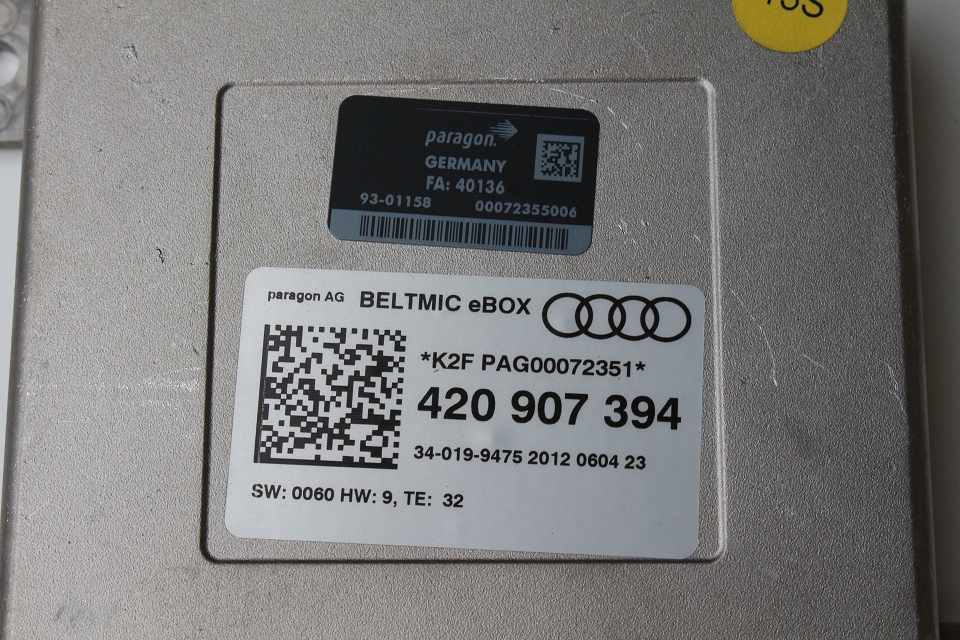 paragon
GERMANY
FA: 40136
93-01158 00072355006
paragon AG BELTMIC eBOX
*K2F PAG00072351*
420 907 394
34-019-9475 2012 0604 23
SW: 0060 HW: 9, TE: 32